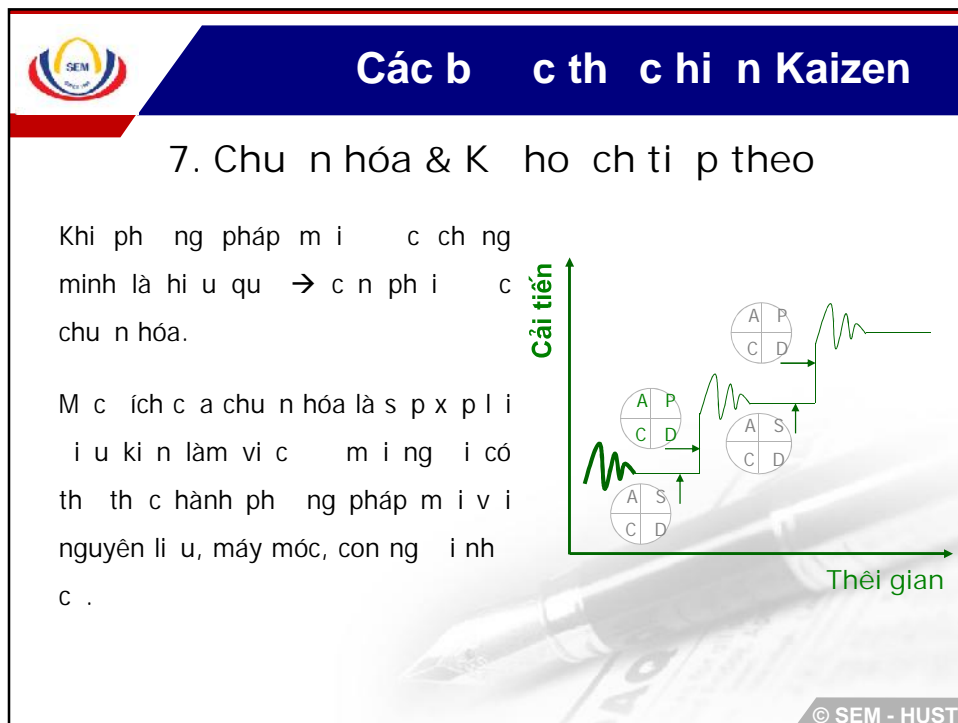 SEM
Các b c th c hi n Kaizen
7. Chu n hóa & K ho ch ti p theo
Khi ph ng pháp m i c ch ng
minh là hi u qu → c n ph i c
chu n hóa.
M c ích c a chu n hóa là s p x p l i
i u ki n làm vi c m i ng i có
th th c hành ph ng pháp m i v i
nguyên li u, máy móc, con ng i nh
c .
Cải tiến
A P
C D
A P
C D
A S
C D
A S
C D
Thêi gian
© SEM - HUST